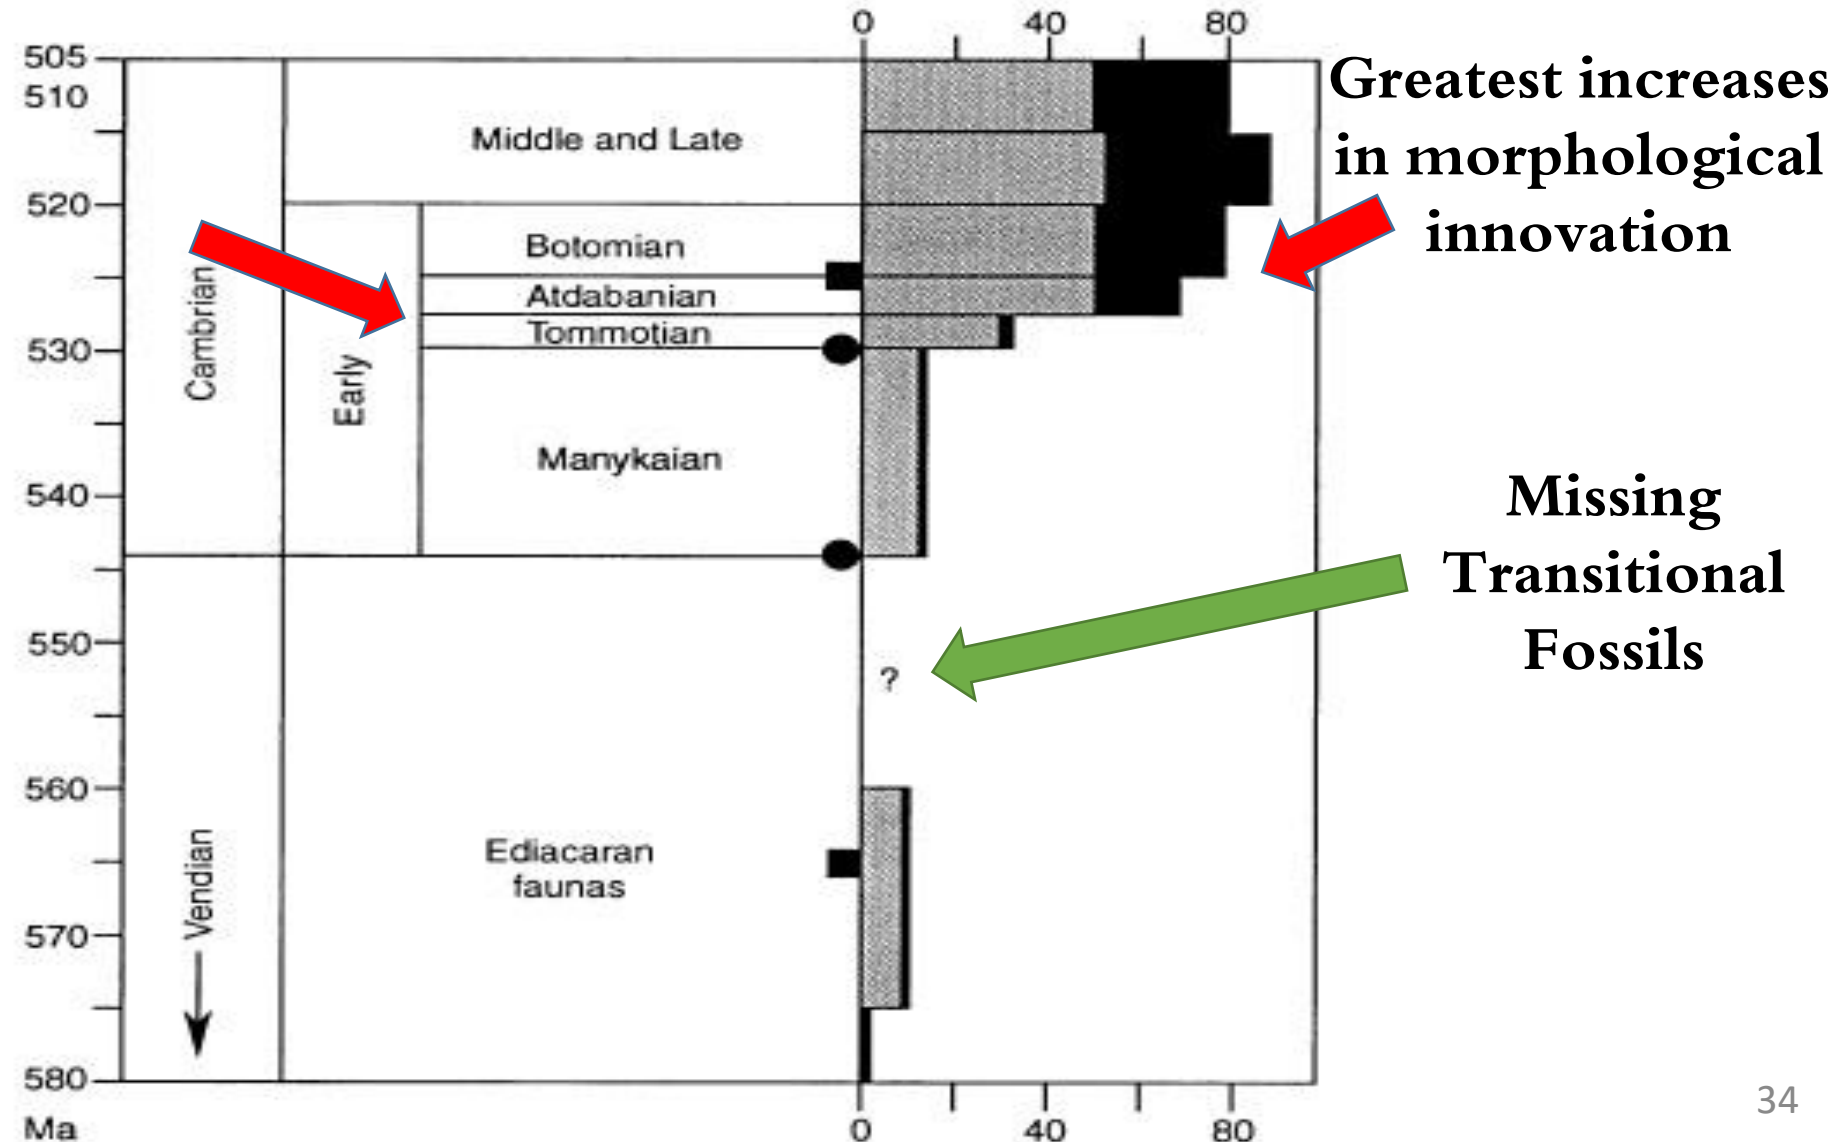 0 40 80
505
510
Middle and Late
520
Botomian
Atdabanian
Tommotian
530
Cambrian
Early
Manykaian
540
550
?
560
Vendian
Ediacaran
faunas
570
580
Ma
0 40 80
Greatest increases
in morphological
innovation
Missing
Transitional
Fossils
34